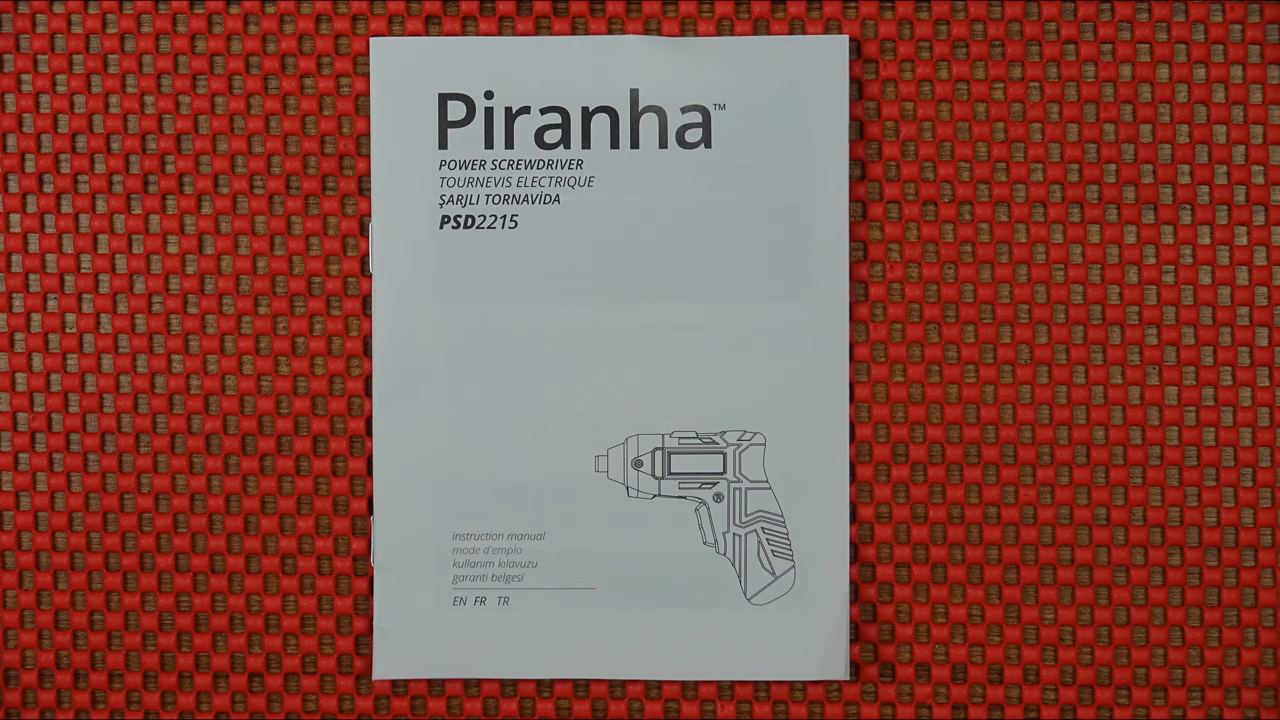 Piranha™
POWER SCREWDRIVER
TOURNEVIS ELECTRIQUE
ŞARJLI TORNAVİDA
PSD2215
instruction manual
mode d'emplo
kullanım kılavuzu
garanti belgesi
EN FR TR